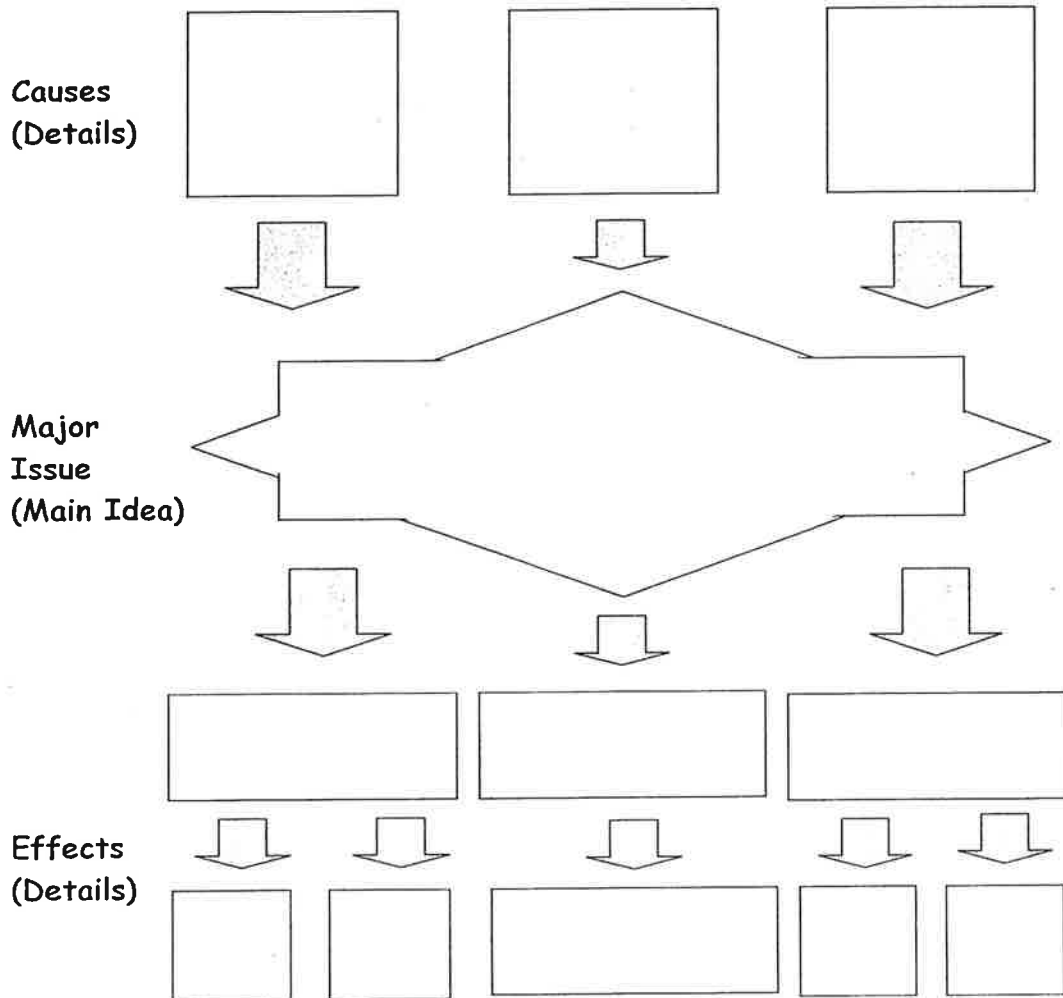 Causes
(Details)
Major
Issue
(Main Idea)
Effects
(Details)